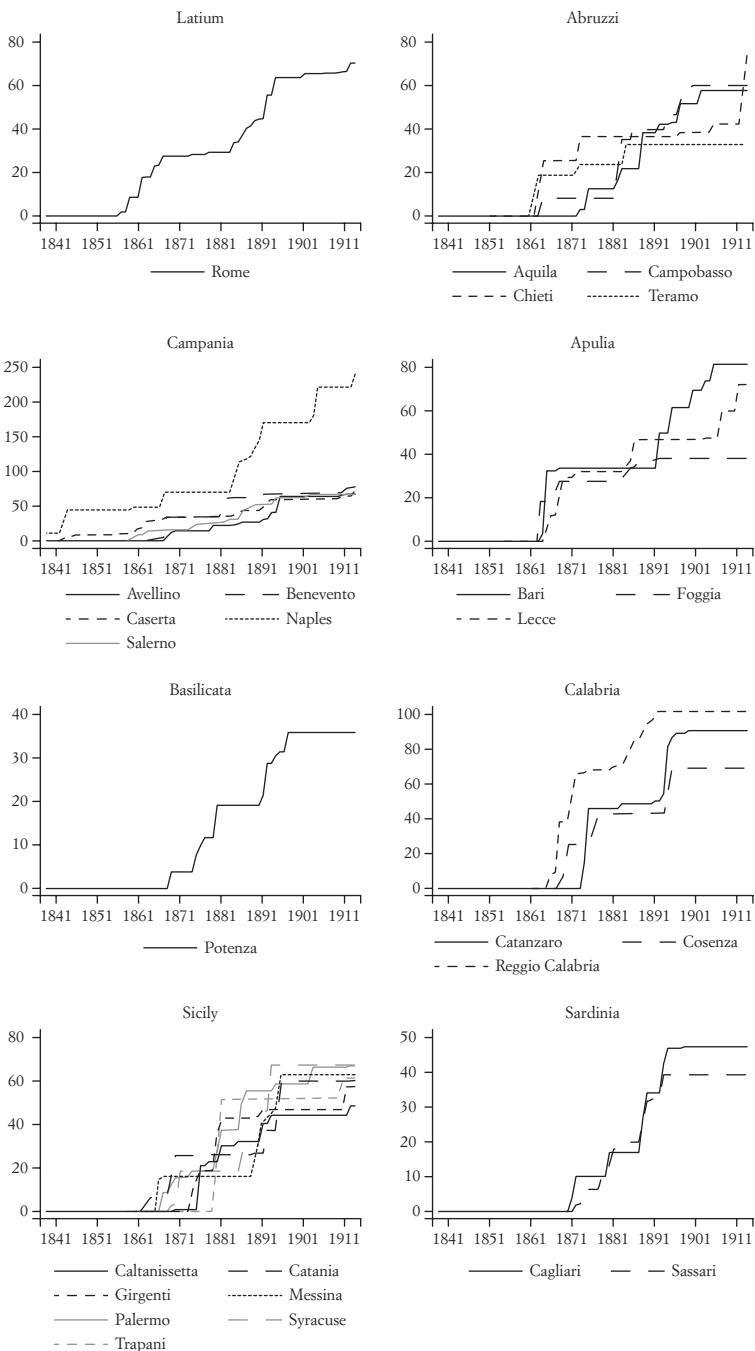 Latium
80
60
40
20
0
1841 1851 1861 1871 1881 1891 1901 1911
Rome
Abruzzi
80
60
40
20
0
1841 1851 1861 1871 1881 1891 1901 1911
Aquila Campobasso
Chieti Teramo
Campania
250
200
150
100
50
0
1841 1851 1861 1871 1881 1891 1901 1911
Avellino Benevento
Caserta Naples
Salerno
Apulia
80
60
40
20
0
1841 1851 1861 1871 1881 1891 1901 1911
Bari Foggia
Lecce
Basilicata
40
30
20
10
0
1841 1851 1861 1871 1881 1891 1901 1911
Potenza
Calabria
100
80
60
40
20
0
1841 1851 1861 1871 1881 1891 1901 1911
Catanzaro Cosenza
Reggio Calabria
Sicily
80
60
40
20
0
1841 1851 1861 1871 1881 1891 1901 1911
Caltanissetta Catania
Girgenti Messina
Palermo Syracuse
Trapani
Sardinia
50
40
30
20
10
0
1841 1851 1861 1871 1881 1891 1901 1911
Cagliari Sassari